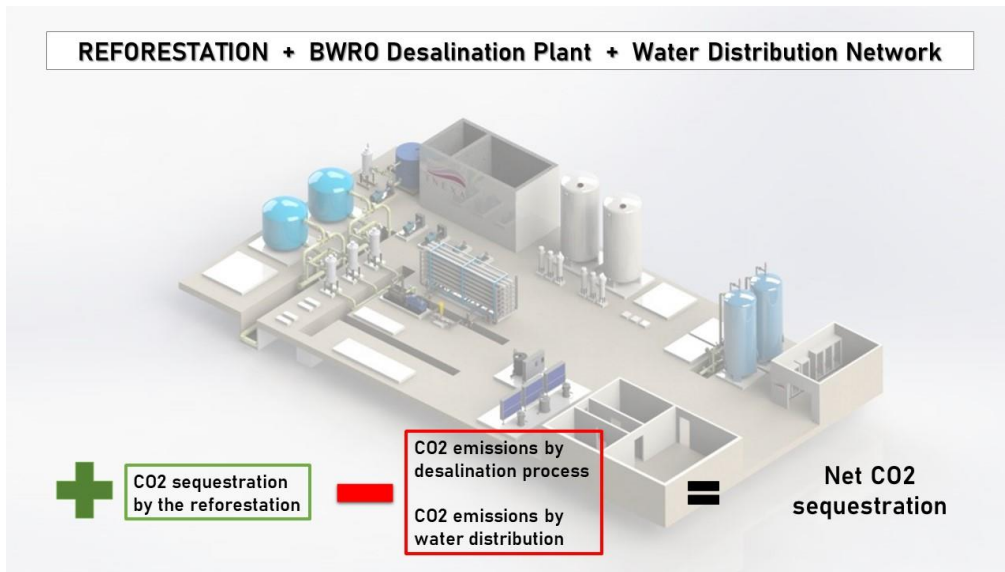 REFORESTATION + BWRO Desalination Plant + Water Distribution Network
CO2 sequestration
by the reforestation
CO2 emissions by
desalination process
CO2 emissions by
water distribution
Net CO2
sequestration